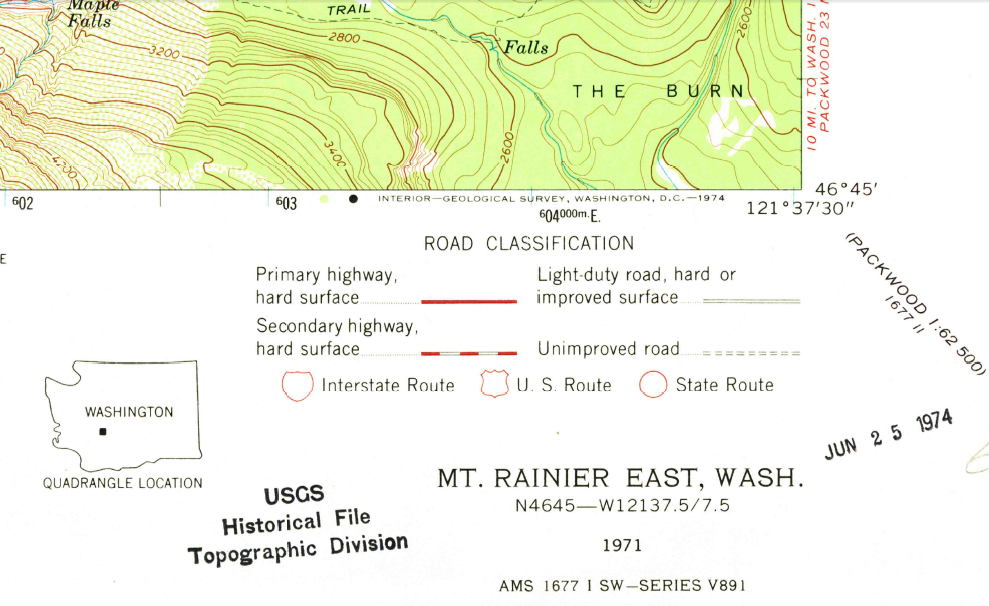 Maple
Falls
TRAIL
2800
3200
Falls
2600
THE BURN
10 MI. TO WASH.
PACKWOOD 23
3400
2600
4200
46°45′
121°37′30″
⁶02
⁶03
INTERIOR—GEOLOGICAL SURVEY, WASHINGTON, D.C.—1974
⁶04⁰⁰⁰ᵐ·E.
E
ROAD CLASSIFICATION
Primary highway,
hard surface
Light-duty road, hard or
improved surface
Secondary highway,
hard surface
Unimproved road
Interstate Route
U. S. Route
State Route
(PACKWOOD 1:62 500)
1677 II
WASHINGTON
QUADRANGLE LOCATION
JUN 25 1974
MT. RAINIER EAST, WASH.
N4645—W12137.5/7.5
1971
AMS 1677 I SW—SERIES V891
USGS
Historical File
Topographic Division